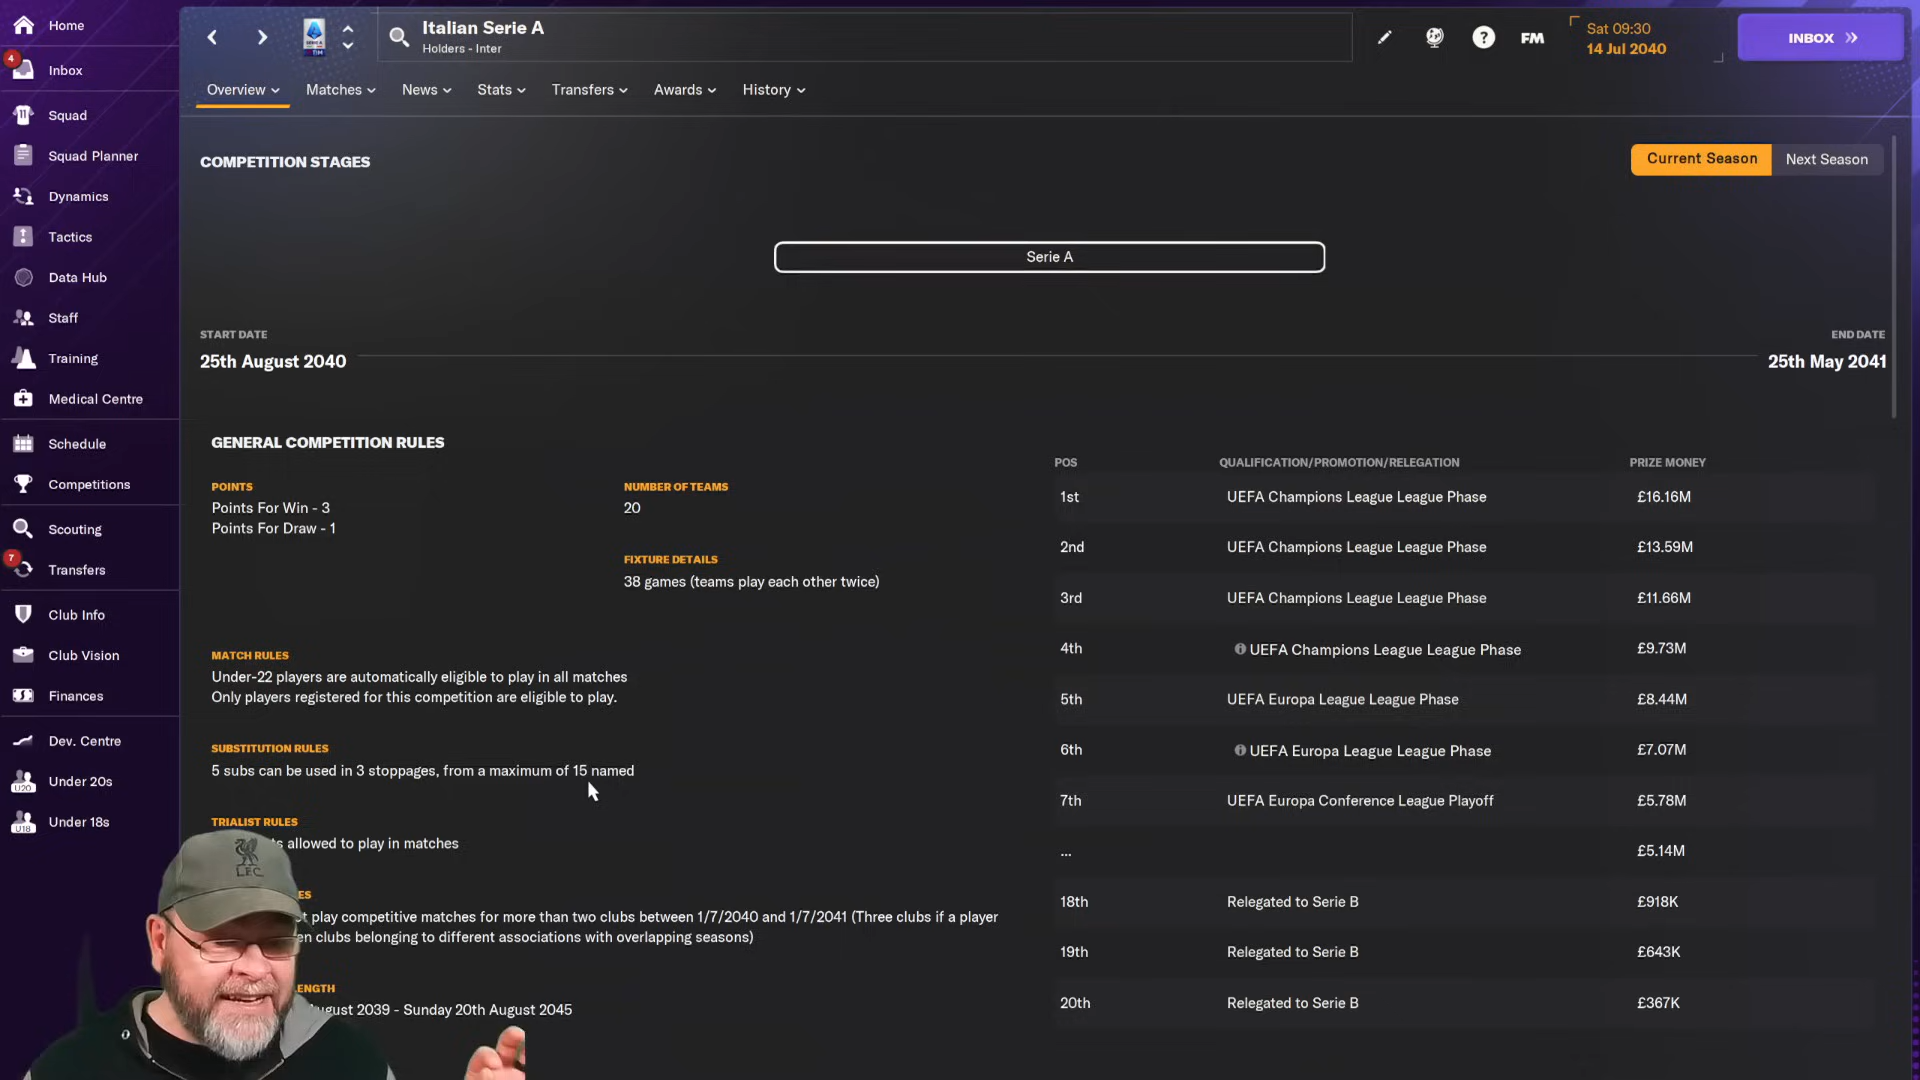 Home
4
Inbox
Squad
Squad Planner
Dynamics
Tactics
Data Hub
Staff
Training
Medical Centre
Schedule
Competitions
Scouting
7
Transfers
Club Info
Club Vision
Finances
Dev. Centre
U20
Under 20s
U18
Under 18s
Italian Serie A
Holders - Inter
FM
Sat 09:30
14 Jul 2040
INBOX
Overview
Matches
News
Stats
Transfers
Awards
History
COMPETITION STAGES
Current Season
Next Season
Serie A
START DATE
25th August 2040
END DATE
25th May 2041
GENERAL COMPETITION RULES
POINTS
Points For Win - 3
Points For Draw - 1
NUMBER OF TEAMS
20
FIXTURE DETAILS
38 games (teams play each other twice)
MATCH RULES
Under-22 players are automatically eligible to play in all matches
Only players registered for this competition are eligible to play.
SUBSTITUTION RULES
5 subs can be used in 3 stoppages, from a maximum of 15 named
TRIALIST RULES
allowed to play in matches
play competitive matches for more than two clubs between 1/7/2040 and 1/7/2041 (Three clubs if a player
clubs belonging to different associations with overlapping seasons)
2039 - Sunday 20th August 2045
POS QUALIFICATION/PROMOTION/RELEGATION PRIZE MONEY
1st UEFA Champions League League Phase £16.16M
2nd UEFA Champions League League Phase £13.59M
3rd UEFA Champions League League Phase £11.66M
4th UEFA Champions League League Phase £9.73M
5th UEFA Europa League League Phase £8.44M
6th UEFA Europa League League Phase £7.07M
7th UEFA Europa Conference League Playoff £5.78M
... £5.14M
18th Relegated to Serie B £918K
19th Relegated to Serie B £643K
20th Relegated to Serie B £367K
L.F.C.